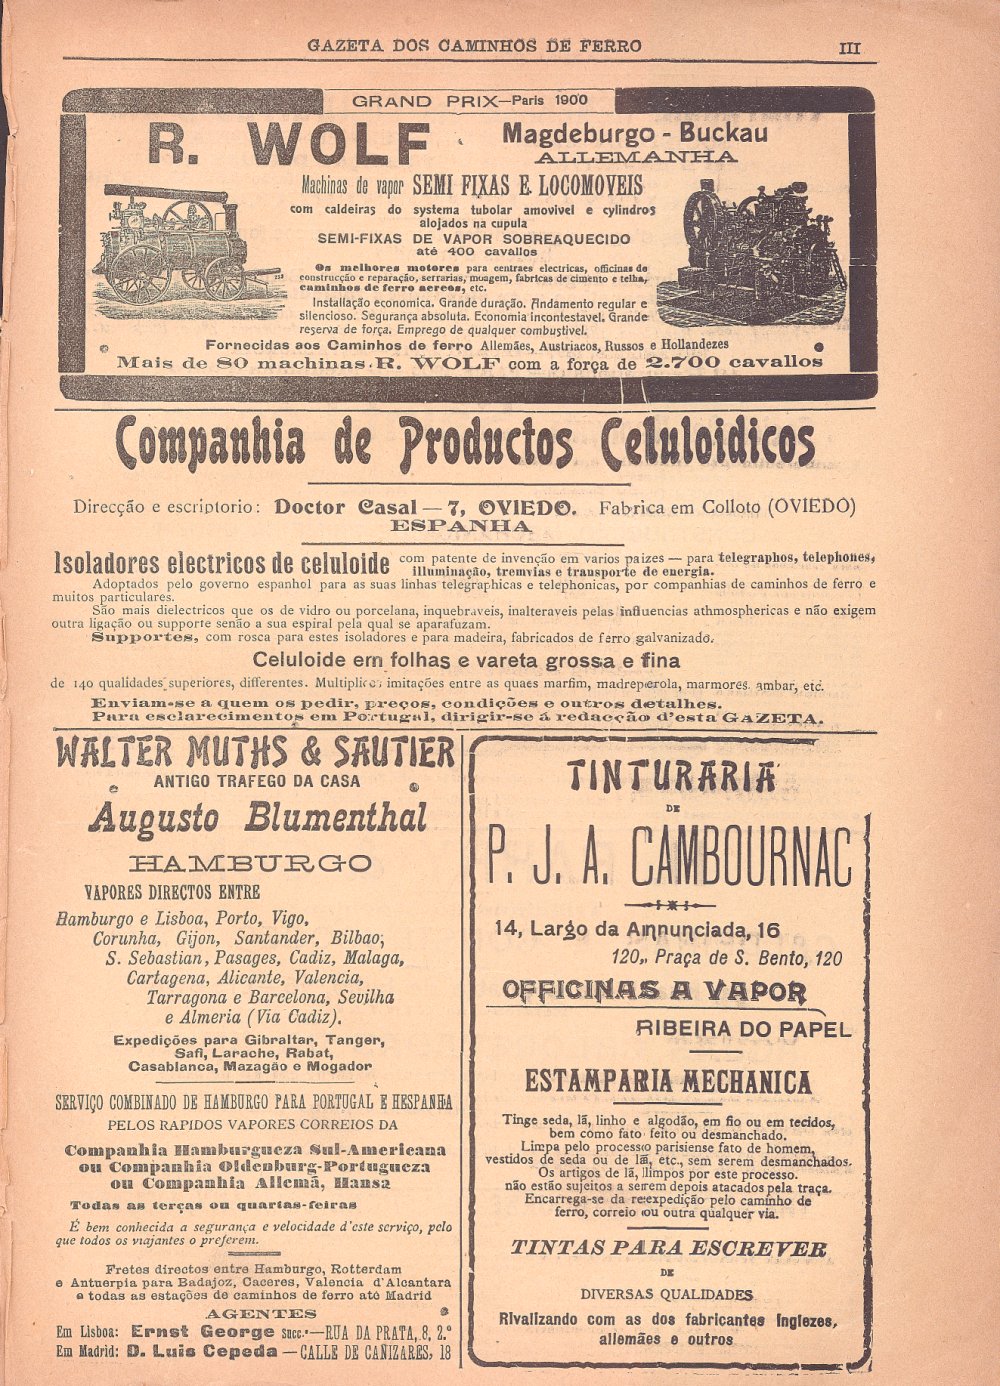 GAZETA DOS CAMINHOS DE FERRO
III
GRAND PRIX—Paris 1900
R. WOLF
Magdeburgo - Buckau
ALLEMANHA
Machinas de vapor SEMI FIXAS E LOCOMOVEIS
com caldeiras do systema tubolar amovivel e cylindros
alojados na cupula
SEMI-FIXAS DE VAPOR SOBREAQUECIDO
até 400 cavallos
Os melhores motores para centraes electricas, officinas de
construcção e reparação, serrarias, moagem, fabricas de cimento e telha,
caminhos de ferro aereos, etc.
Installação economica. Grande duração. Andamento regular e
silencioso. Segurança absoluta. Economia incontestavel. Grande
reserva de força. Emprego de qualquer combustivel.
Fornecidas aos Caminhos de ferro Allemães, Austriacos, Russos e Hollandezes
Mais de 80 machinas R. WOLF com a força de 2.700 cavallos
Companhia de Productos Celuloidicos
Direcção e escriptorio: Doctor Casal — 7, OVIEDO. Fabrica em Colloto (OVIEDO)
ESPANHA
Isoladores electricos de celuloide com patente de invenção em varios paizes — para telegraphos, telephones,
illuminação, tremvias e transporte de energia.
Adoptados pelo governo espanhol para as suas linhas telegraphicas e telephonicas, por companhias de caminhos de ferro e
muitos particulares.
São mais dielectricos que os de vidro ou porcelana, inquebraveis, inalteraveis pelas influencias athmosphericas e não exigem
outra ligação ou supporte senão a sua espiral pela qual se aparafuzam.
Supportes, com rosca para estes isoladores e para madeira, fabricados de ferro galvanizado.
Celuloide em folhas e vareta grossa e fina
de 140 qualidades superiores, differentes. Multiplices imitações entre as quaes marfim, madreperola, marmores, ambar, etc.
Enviam-se a quem os pedir, preços, condições e outros detalhes.
Para esclarecimentos em Portugal, dirigir-se á redacção d'esta GAZETA.
WALTER MUTHS & SAUTIER
ANTIGO TRAFEGO DA CASA
Augusto Blumenthal
HAMBURGO
VAPORES DIRECTOS ENTRE
Hamburgo e Lisboa, Porto, Vigo,
Corunha, Gijon, Santander, Bilbao,
S. Sebastian, Pasages, Cadiz, Malaga,
Cartagena, Alicante, Valencia,
Tarragona e Barcelona, Sevilha
e Almeria (Via Cadiz).
Expedições para Gibraltar, Tanger,
Safi, Larache, Rabat,
Casablanca, Mazagão e Mogador
SERVIÇO COMBINADO DE HAMBURGO PARA PORTUGAL E HESPANHA
PELOS RAPIDOS VAPORES CORREIOS DA
Companhia Hamburgueza Sul-Americana
ou Companhia Oldenburg-Portugueza
ou Companhia Allemã, Hansa
Todas as terças ou quartas-feiras
É bem conhecida a segurança e velocidade d'este serviço, pelo
que todos os viajantes o preferem.
Fretes directos entre Hamburgo, Rotterdam
e Antuerpia para Badajoz, Caceres, Valencia d'Alcantara
e todas as estações de caminhos de ferro até Madrid
AGENTES
Em Lisboa: Ernst George succ.—RUA DA PRATA, 8, 2.º
Em Madrid: D. Luis Cepeda — CALLE DE CAÑIZARES, 18
TINTURARIA
DE
P. J. A. CAMBOURNAC
14, Largo da Annunciada, 16
120, Praça de S. Bento, 120
OFFICINAS A VAPOR
RIBEIRA DO PAPEL
ESTAMPARIA MECHANICA
Tinge seda, lã, linho e algodão, em fio ou em tecidos,
bem como fato feito ou desmanchado.
Limpa pelo processo parisiense fato de homem,
vestidos de seda ou de lã, etc., sem serem desmanchados.
Os artigos de lã, limpos por este processo.
não estão sujeitos a serem depois atacados pela traça.
Encarrega-se da reexpedição pelo caminho de
ferro, correio ou outra qualquer via.
TINTAS PARA ESCREVER
DE
DIVERSAS QUALIDADES
Rivalizando com as dos fabricantes Inglezes,
allemães e outros